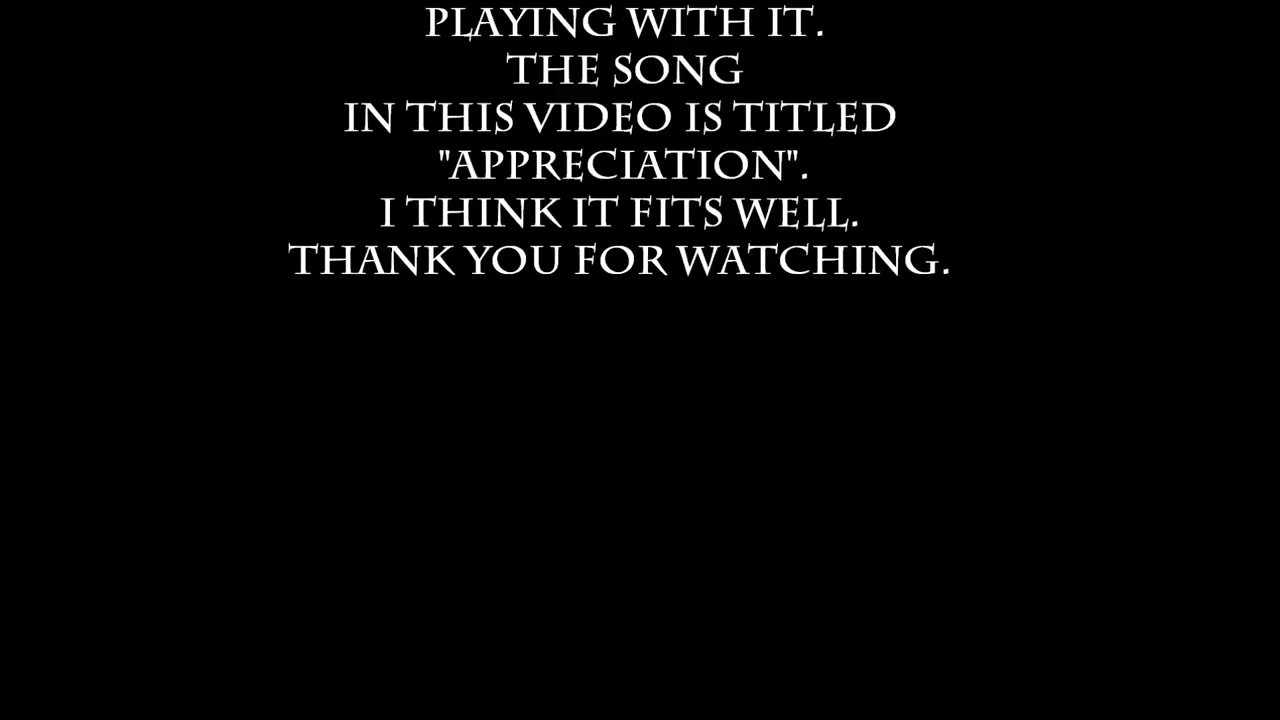 PLAYING WITH IT.
THE SONG
IN THIS VIDEO IS TITLED
"APPRECIATION".
I THINK IT FITS WELL.
THANK YOU FOR WATCHING.